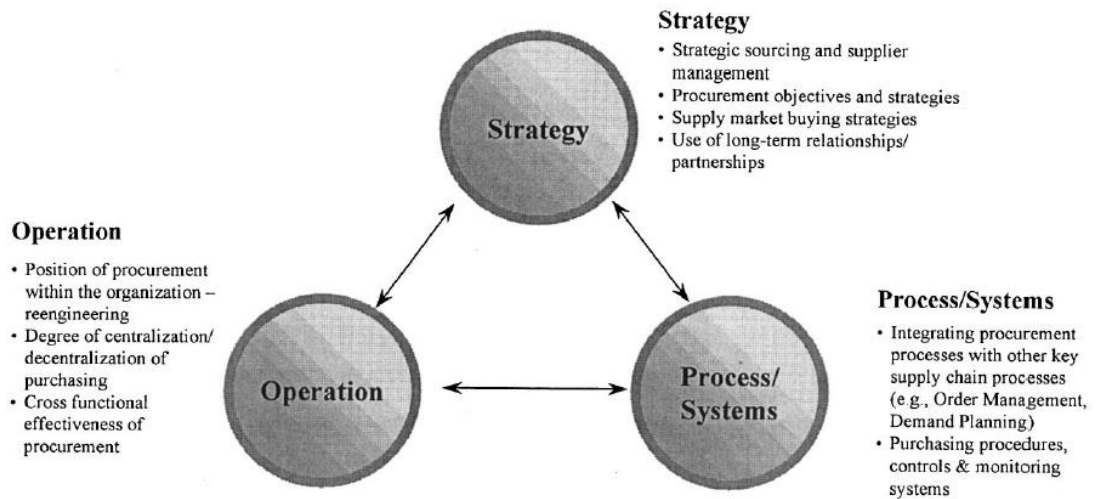 Strategy
• Strategic sourcing and supplier
management
• Procurement objectives and strategies
• Supply market buying strategies
• Use of long-term relationships/
partnerships
Strategy
Operation
• Position of procurement
within the organization –
reengineering
• Degree of centralization/
decentralization of
purchasing
• Cross functional
effectiveness of
procurement
Operation
Process/
Systems
Process/Systems
• Integrating procurement
processes with other key
supply chain processes
(e.g., Order Management,
Demand Planning)
• Purchasing procedures,
controls & monitoring
systems